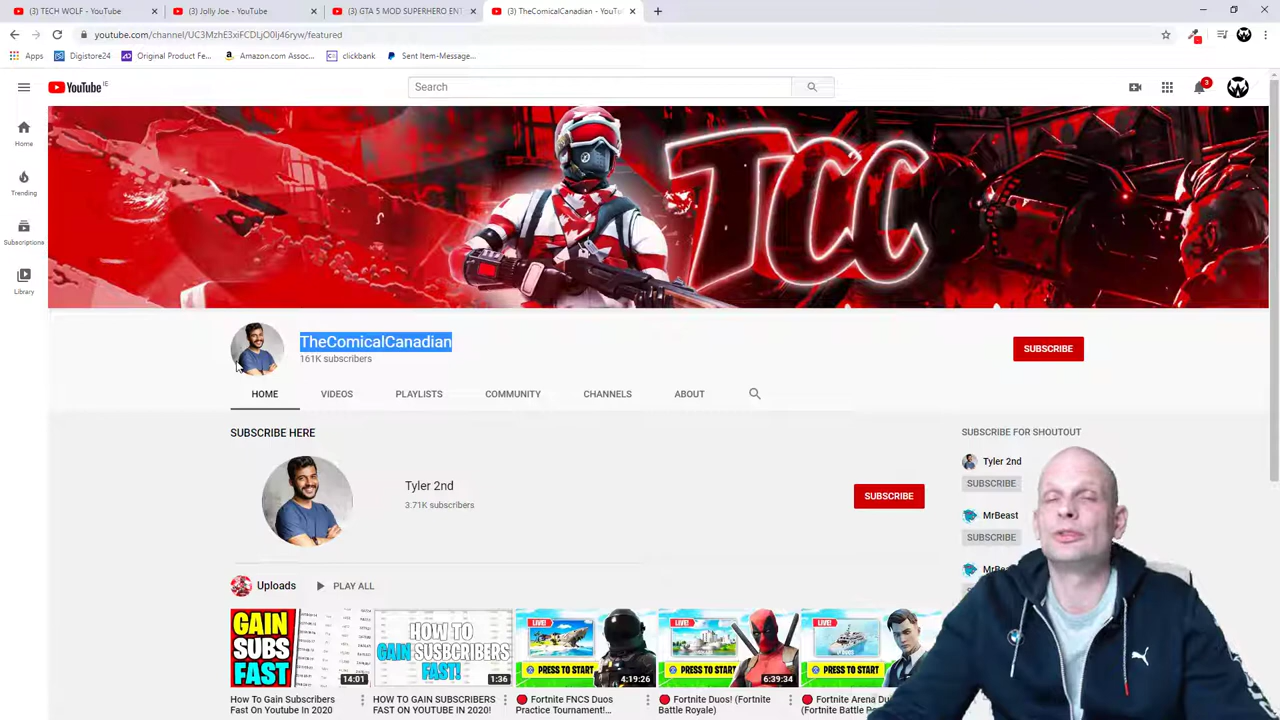 (3) TECH WOLF - YouTube
(3) Jolly Joe - YouTube
(3) GTA 5 MOD SUPERHERO ENT
(3) TheComicalCanadian - YouTu
youtube.com/channel/UC3MzhE3xiFCDLjO0Ij46ryw/featured
Apps
Digistore24
Original Product Fe...
Amazon.com Assoc...
clickbank
Sent Item-Message...
YouTube IE
Search
3
Home
Trending
Subscriptions
Library
TCC
TheComicalCanadian
161K subscribers
SUBSCRIBE
HOME
VIDEOS
PLAYLISTS
COMMUNITY
CHANNELS
ABOUT
SUBSCRIBE HERE
Tyler 2nd
3.71K subscribers
SUBSCRIBE
SUBSCRIBE FOR SHOUTOUT
Tyler 2nd
SUBSCRIBE
MrBeast
SUBSCRIBE
Uploads
PLAY ALL
GAIN
SUBS
FAST
14:01
How To Gain Subscribers
Fast On Youtube In 2020
HOW TO
GAIN SUSBCRIBERS
FAST!
1:36
HOW TO GAIN SUBSCRIBERS
FAST ON YOUTUBE IN 2020!
LIVE!
PRESS TO START
4:19:26
Fortnite FNCS Duos
Practice Tournament!...
LIVE!
PRESS TO START
6:39:34
Fortnite Duos! (Fortnite
Battle Royale)
LIVE!
PRESS TO START
Fortnite Arena Du
(Fortnite Battle